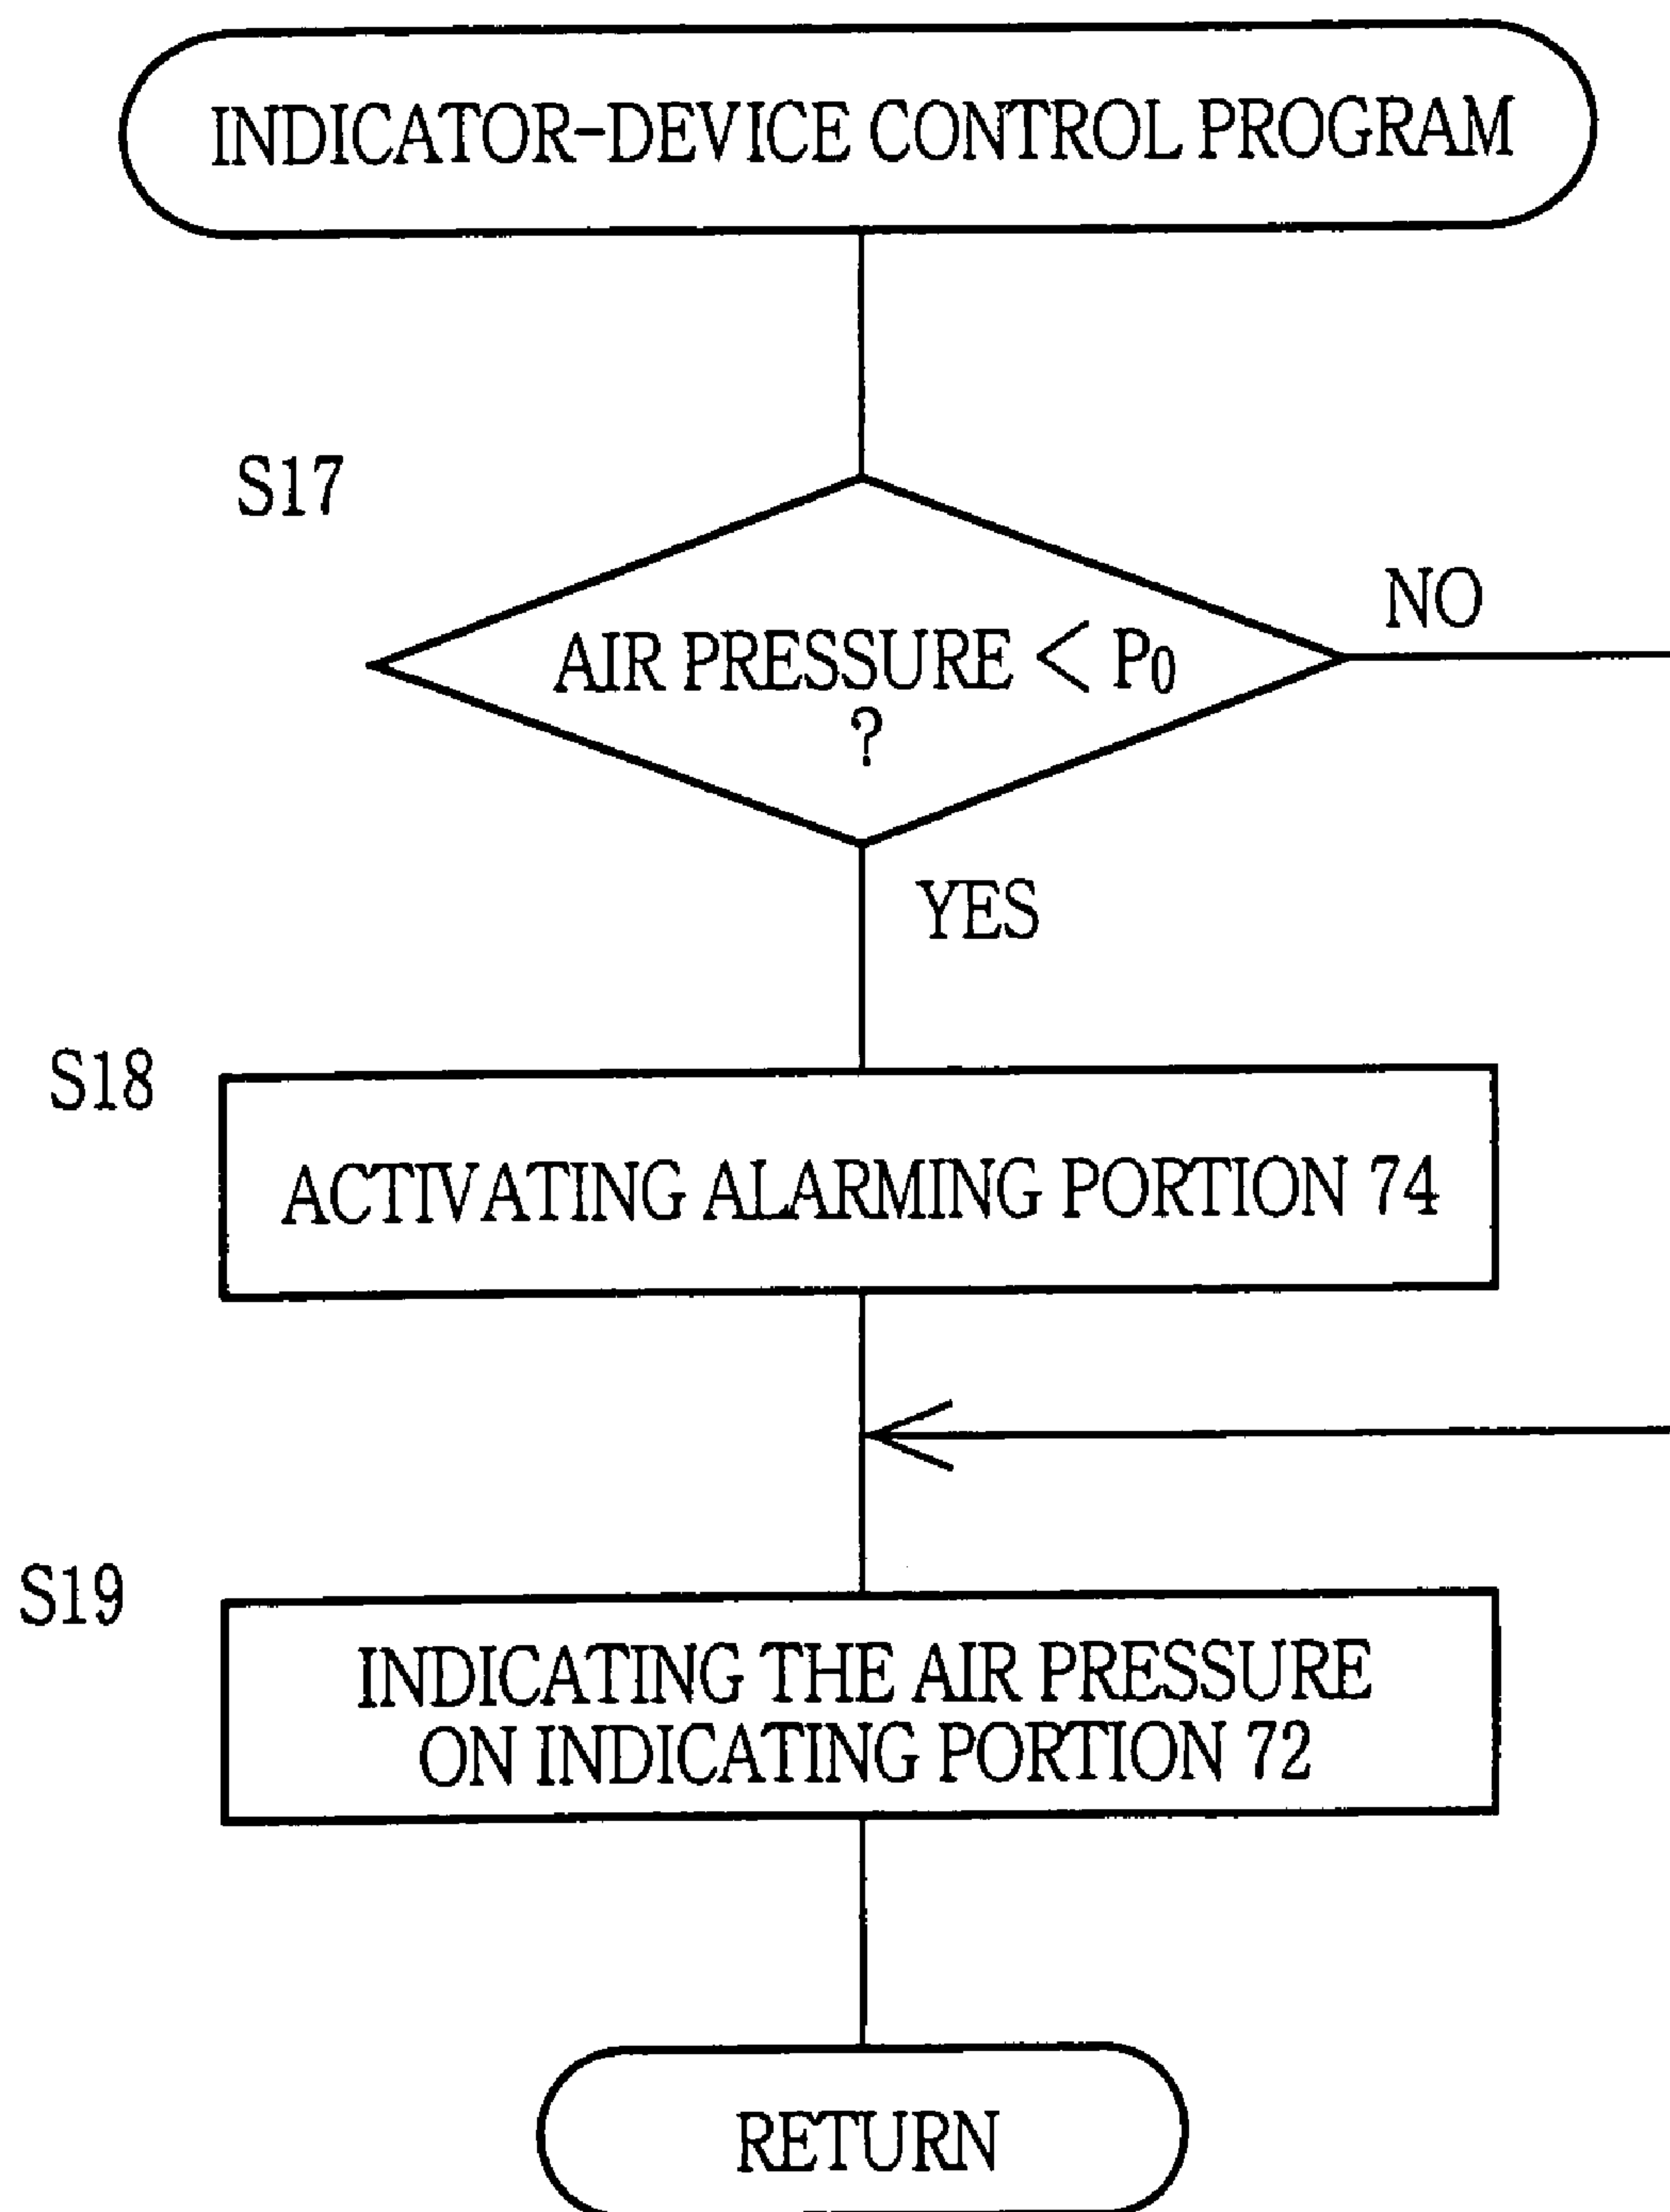 INDICATOR-DEVICE CONTROL PROGRAM
S17
NO
AIR PRESSURE < P0
?
YES
S18
ACTIVATING ALARMING PORTION 74
S19
INDICATING THE AIR PRESSURE
ON INDICATING PORTION 72
RETURN